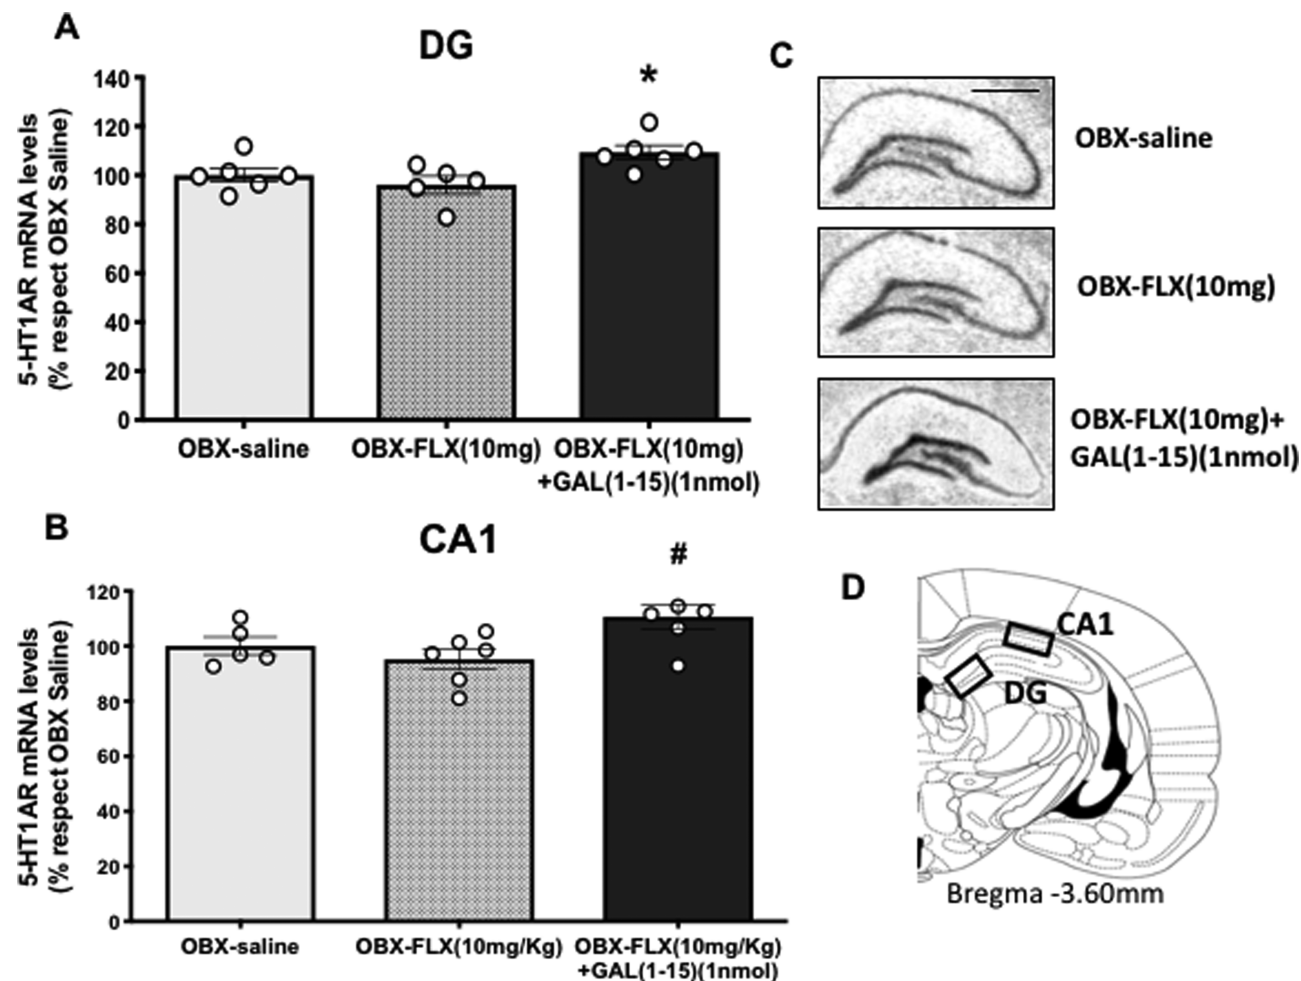 A
DG
*
5-HT1AR mRNA levels
(% respect OBX Saline)
140
120
100
80
60
40
20
0
OBX-saline
OBX-FLX(10mg)
OBX-FLX(10mg)
+GAL(1-15)(1nmol)
B
CA1
#
5-HT1AR mRNA levels
(% respect OBX Saline)
120
100
80
60
40
20
0
OBX-saline
OBX-FLX(10mg/Kg)
OBX-FLX(10mg/Kg)
+GAL(1-15)(1nmol)
C
OBX-saline
OBX-FLX(10mg)
OBX-FLX(10mg)+
GAL(1-15)(1nmol)
D
CA1
DG
Bregma -3.60mm